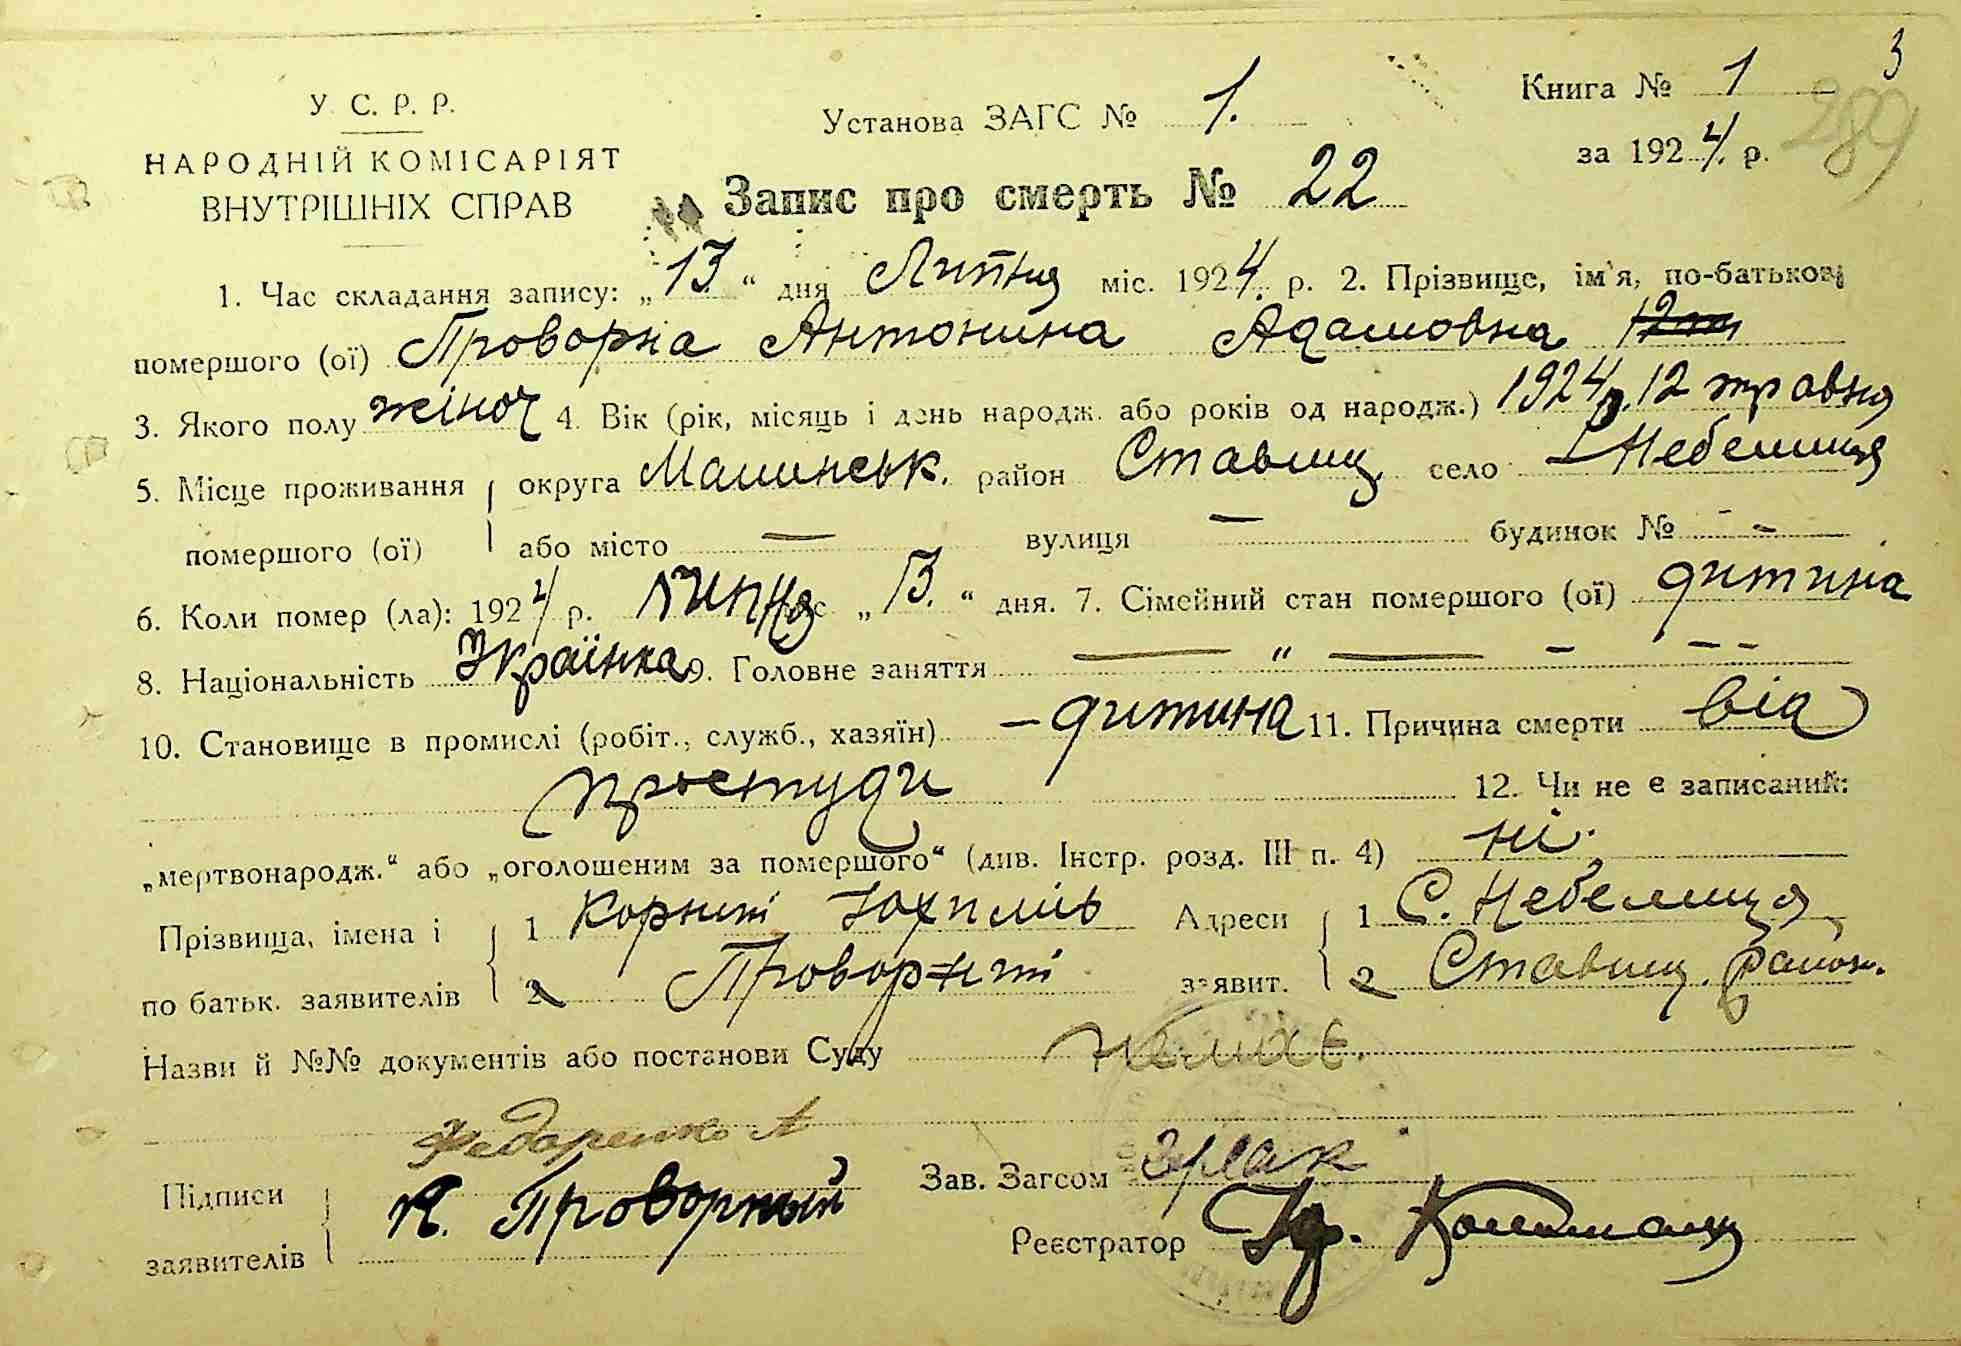 3
У. С. Р. Р.
НАРОДНІЙ КОМІСАРІЯТ
ВНУТРІШНІХ СПРАВ
Установа ЗАГС № 1.
Книга № 1
за 1924. р.
289
Запис про смерть № 22
1. Час складання запису: „13“ дня Липня міс. 1924. р. 2. Прізвище, ім'я, по-батькові
помершого (ої) Проворна Антонина Адамовна
3. Якого полу жіноч 4. Вік (рік, місяць і день народж. або років од народж.) 1924 р. 12 травня
5. Місце проживання округа Малинськ. район Ставищ. село Небелиця
помершого (ої) або місто — вулиця — будинок № -
6. Коли помер (ла): 1924 р. Липня міс „13.“ дня. 7. Сімейний стан помершого (ої) дитина
8. Національність Українка 9. Головне заняття — " —
10. Становище в промислі (робіт., служб., хазяїн) - дитина 11. Причина смерти від
простуди 12. Чи не є записаний:
„мертвонародж.“ або „оголошеним за помершого“ (див. Інстр. розд. III п. 4) ні.
Прізвища, імена і 1 Корний Юхимів Адреси 1 С. Небелиця
по батьк. заявителів 2 Проворний заявит. 2 Ставищ. район.
Назви й №№ документів або постанови Суду немає.
Федоренко А
Підписи Зав. Загсом
заявителів К. Проворный Реєстратор